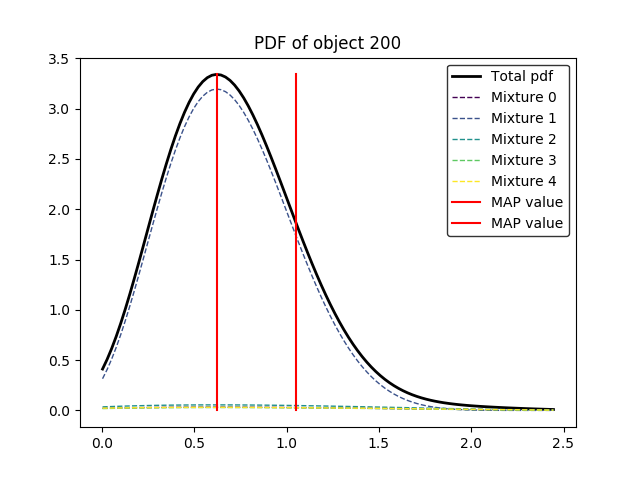 PDF of object 200
3.5
3.0
2.5
2.0
1.5
1.0
0.5
0.0
0.0 0.5 1.0 1.5 2.0 2.5
Total pdf
Mixture 0
Mixture 1
Mixture 2
Mixture 3
Mixture 4
MAP value
MAP value